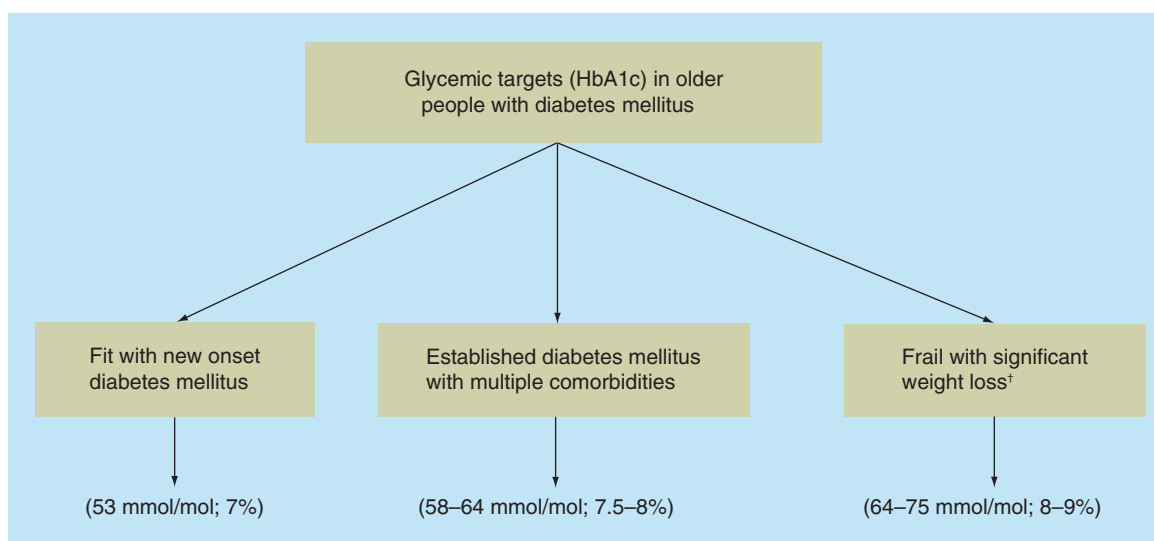 Glycemic targets (HbA1c) in older
people with diabetes mellitus
Fit with new onset
diabetes mellitus
Established diabetes mellitus
with multiple comorbidities
Frail with significant
weight loss†
(53 mmol/mol; 7%)
(58–64 mmol/mol; 7.5–8%)
(64–75 mmol/mol; 8–9%)